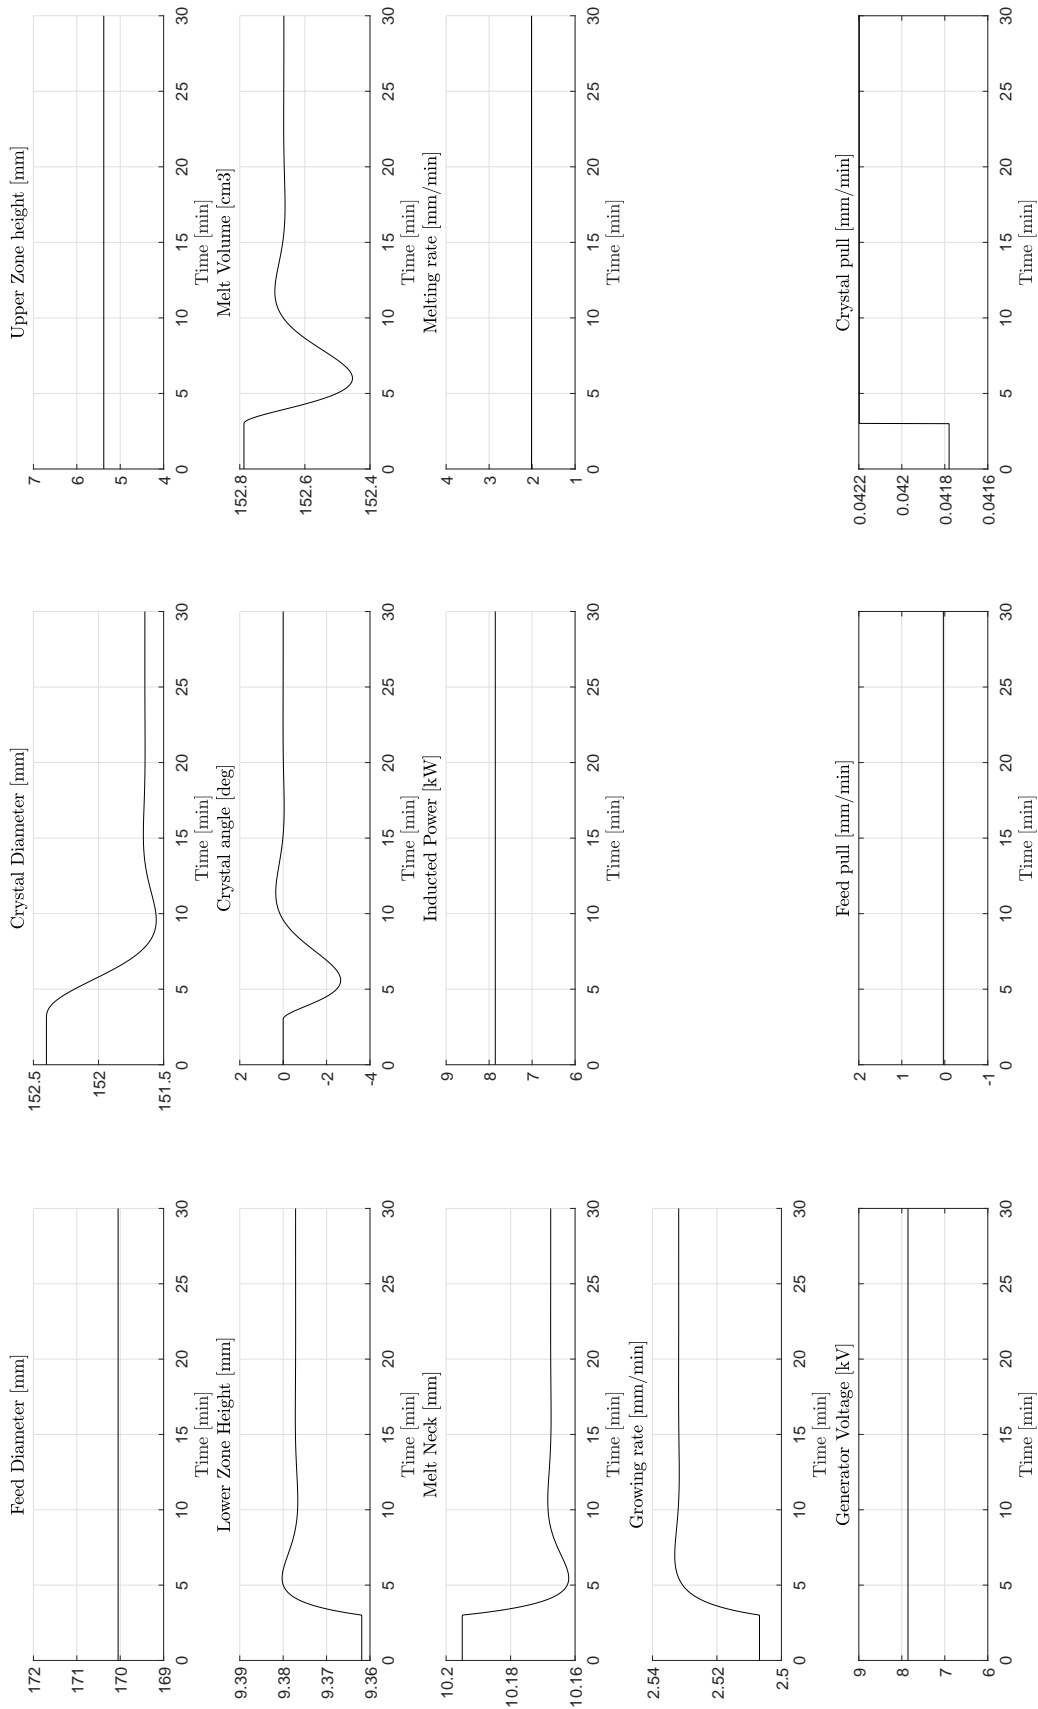 Feed Diameter [mm]
172
171
170
169
0 5 10 15 20 25 30
Time [min]
Crystal Diameter [mm]
152.5
152
151.5
0 5 10 15 20 25 30
Time [min]
Upper Zone height [mm]
7
6
5
4
0 5 10 15 20 25 30
Time [min]
Lower Zone Height [mm]
9.39
9.38
9.37
9.36
0 5 10 15 20 25 30
Time [min]
Crystal angle [deg]
2
0
-2
-4
0 5 10 15 20 25 30
Time [min]
Melt Volume [cm3]
152.8
152.6
152.4
0 5 10 15 20 25 30
Time [min]
Melt Neck [mm]
10.2
10.18
10.16
0 5 10 15 20 25 30
Time [min]
Inducted Power [kW]
9
8
7
6
0 5 10 15 20 25 30
Time [min]
Melting rate [mm/min]
4
3
2
1
0 5 10 15 20 25 30
Time [min]
Growing rate [mm/min]
2.54
2.52
2.5
0 5 10 15 20 25 30
Time [min]
Generator Voltage [kV]
9
8
7
6
0 5 10 15 20 25 30
Time [min]
Feed pull [mm/min]
2
1
0
-1
0 5 10 15 20 25 30
Time [min]
Crystal pull [mm/min]
0.0422
0.042
0.0418
0.0416
0 5 10 15 20 25 30
Time [min]